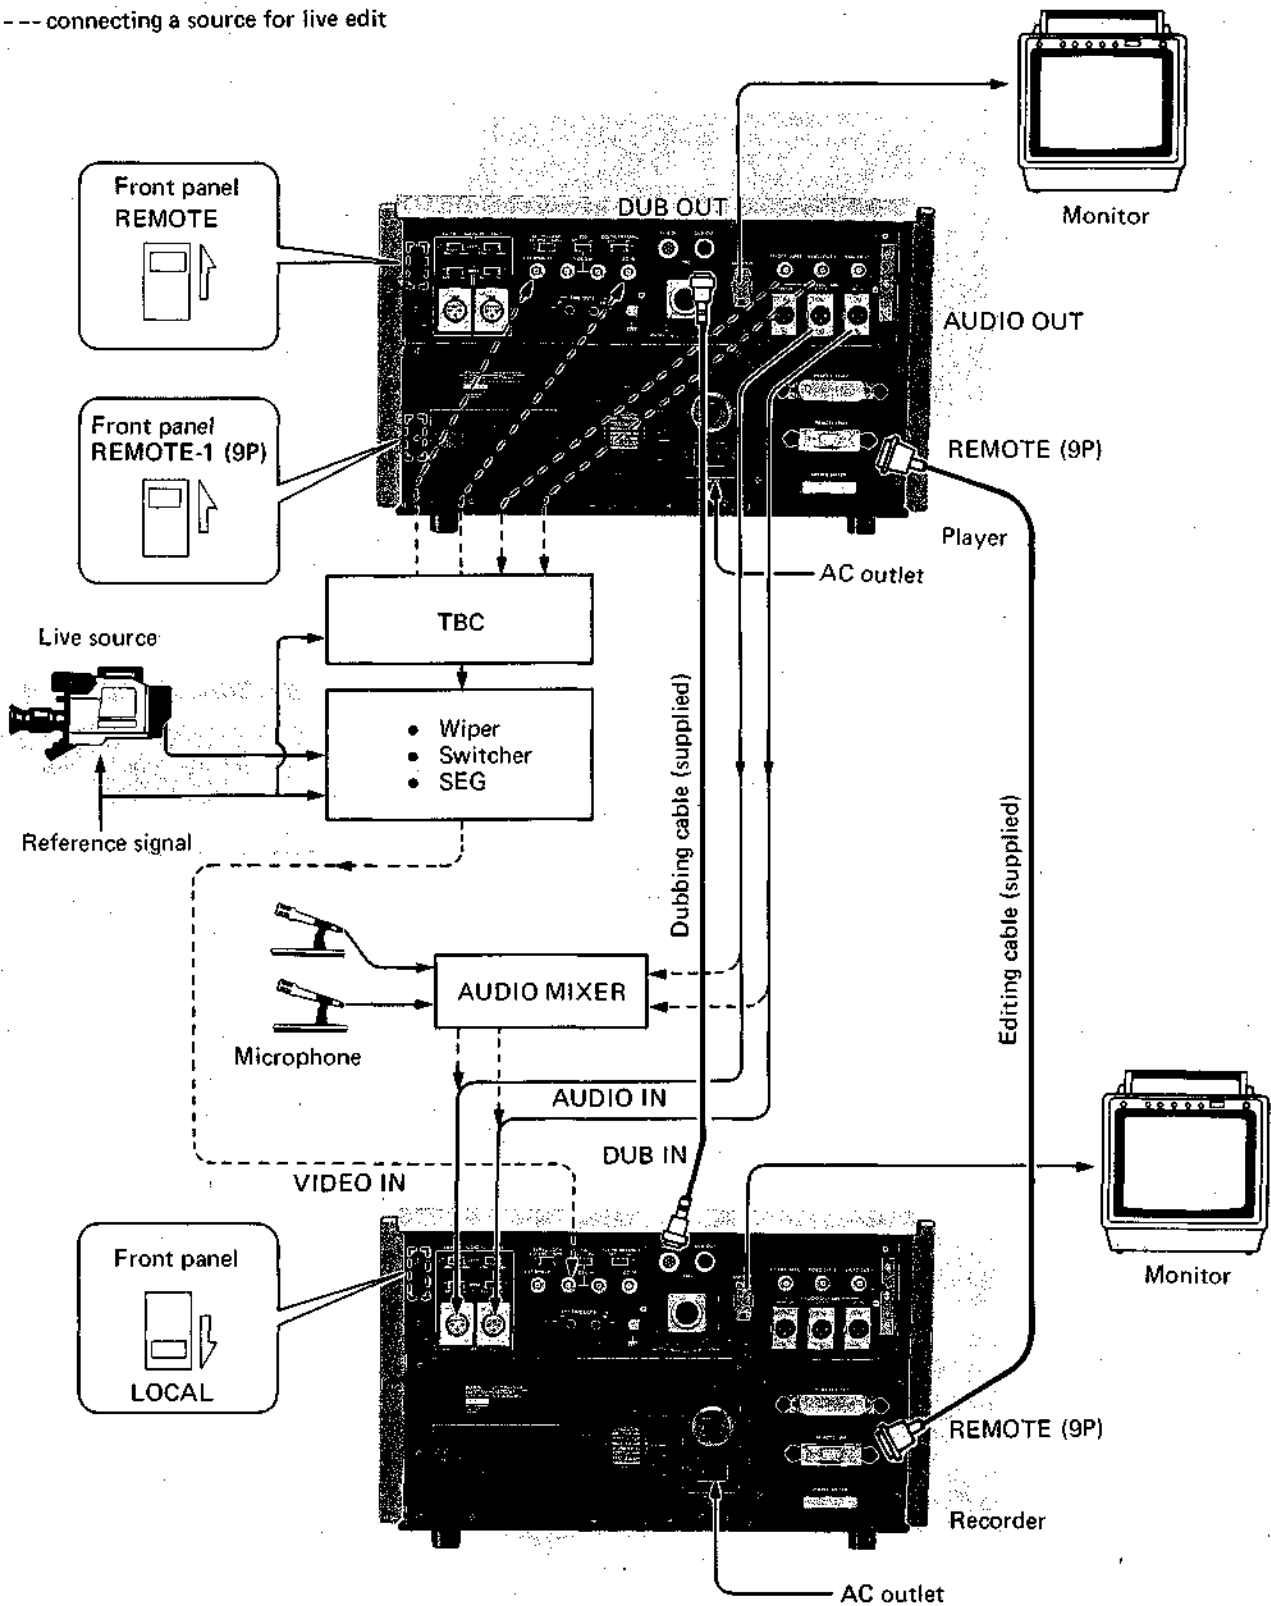 --- connecting a source for live edit
Monitor
Front panel
REMOTE
DUB OUT
AUDIO OUT
Front panel
REMOTE-1 (9P)
REMOTE (9P)
Player
AC outlet
TBC
Live source
• Wiper
• Switcher
• SEG
Reference signal
Dubbing cable (supplied)
Editing cable (supplied)
AUDIO MIXER
Microphone
AUDIO IN
DUB IN
VIDEO IN
Front panel
LOCAL
Monitor
REMOTE (9P)
Recorder
AC outlet